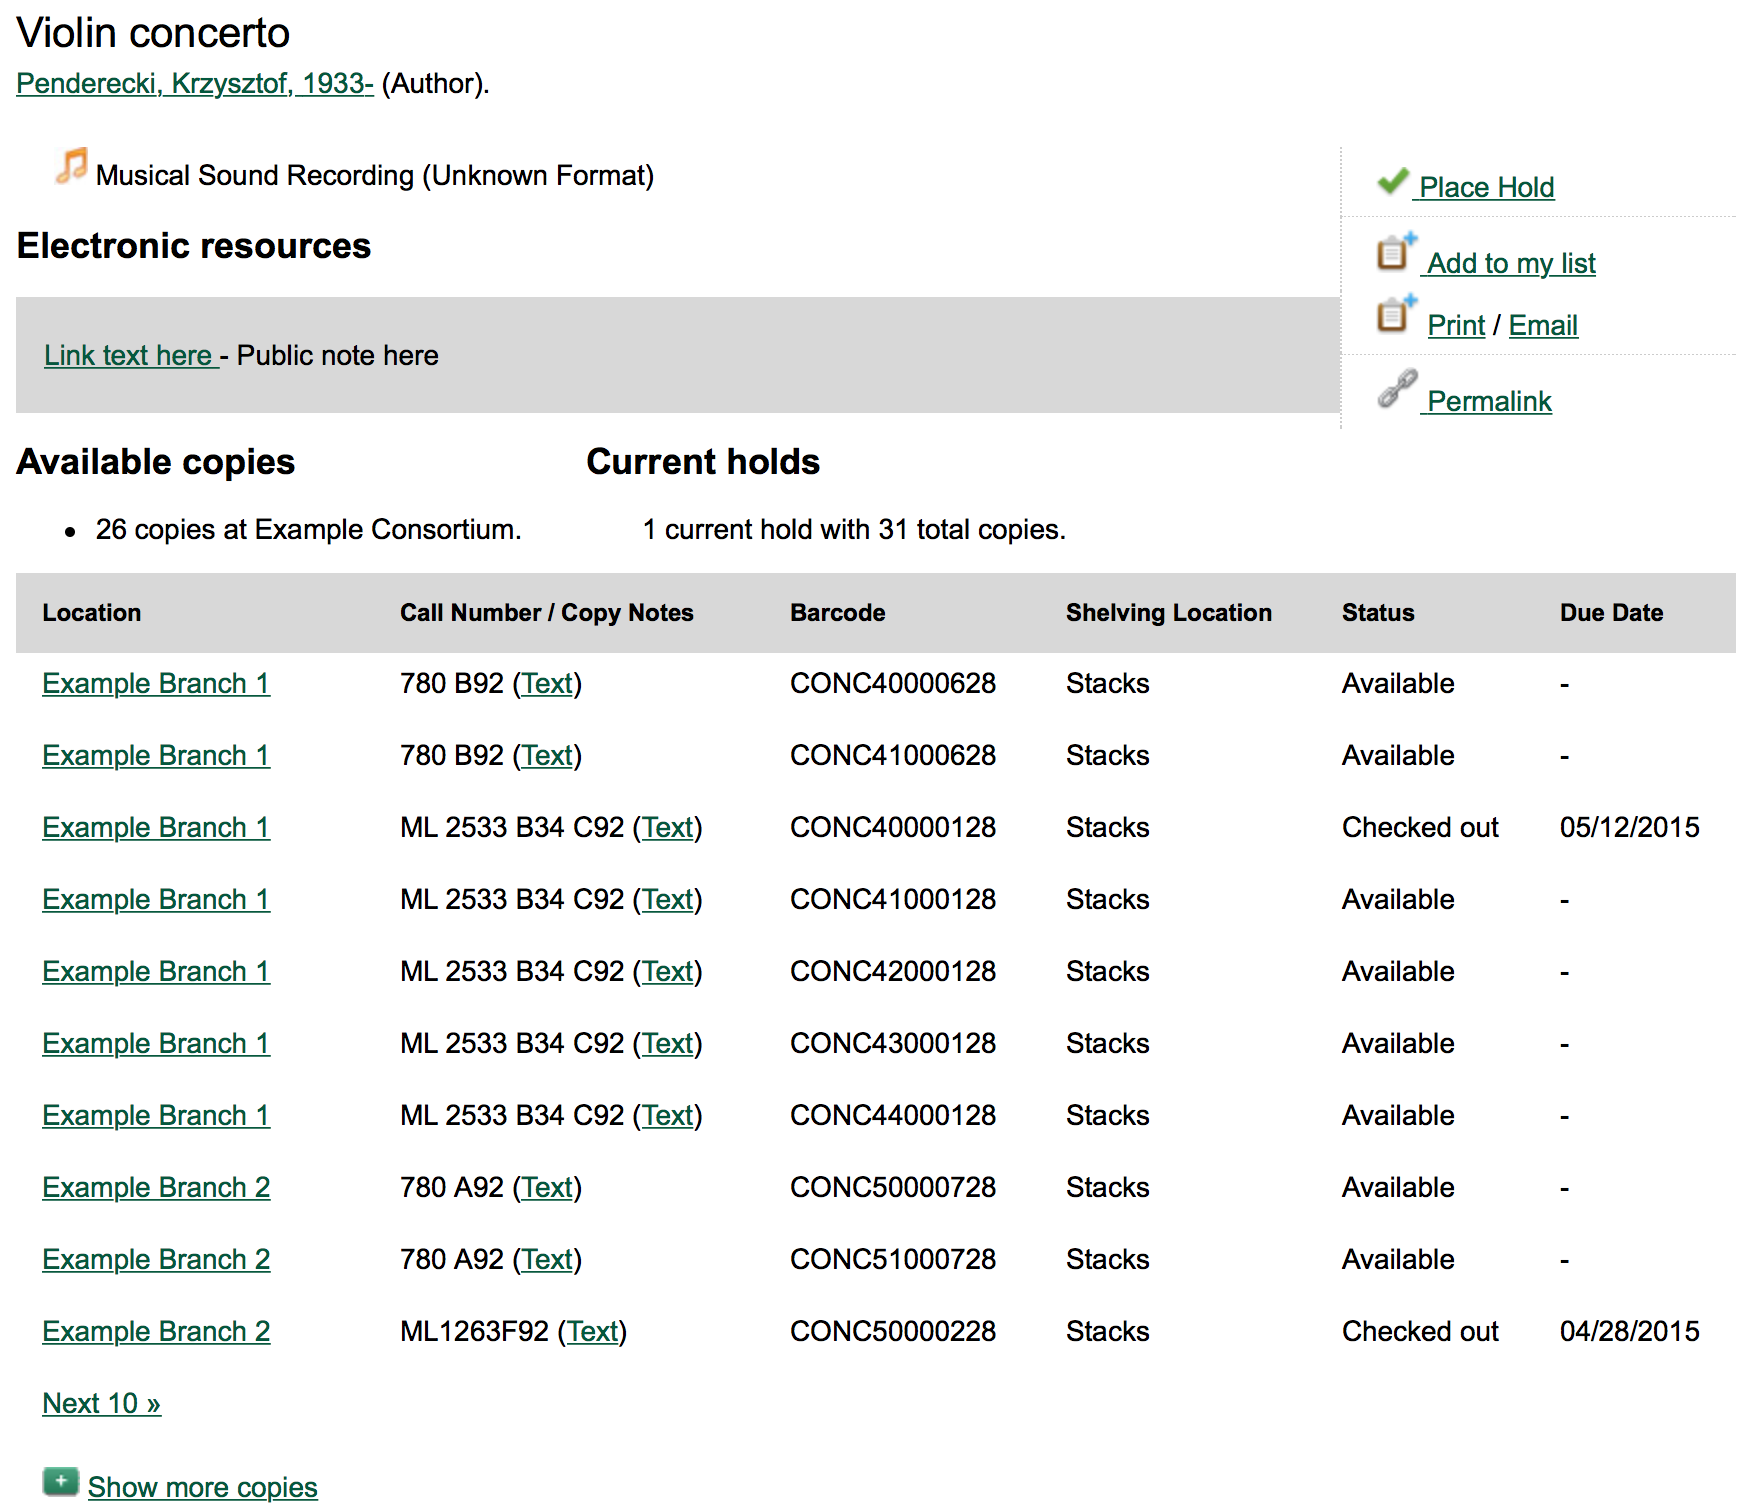 Violin concerto
Penderecki, Krzysztof, 1933- (Author).
Musical Sound Recording (Unknown Format)
Place Hold
Add to my list
Print / Email
Permalink
Electronic resources
Link text here - Public note here
Available copies
Current holds
• 26 copies at Example Consortium.
1 current hold with 31 total copies.
Location Call Number / Copy Notes Barcode Shelving Location Status Due Date
Example Branch 1 780 B92 (Text) CONC40000628 Stacks Available -
Example Branch 1 780 B92 (Text) CONC41000628 Stacks Available -
Example Branch 1 ML 2533 B34 C92 (Text) CONC40000128 Stacks Checked out 05/12/2015
Example Branch 1 ML 2533 B34 C92 (Text) CONC41000128 Stacks Available -
Example Branch 1 ML 2533 B34 C92 (Text) CONC42000128 Stacks Available -
Example Branch 1 ML 2533 B34 C92 (Text) CONC43000128 Stacks Available -
Example Branch 1 ML 2533 B34 C92 (Text) CONC44000128 Stacks Available -
Example Branch 2 780 A92 (Text) CONC50000728 Stacks Available -
Example Branch 2 780 A92 (Text) CONC51000728 Stacks Available -
Example Branch 2 ML1263F92 (Text) CONC50000228 Stacks Checked out 04/28/2015
Next 10 »
Show more copies